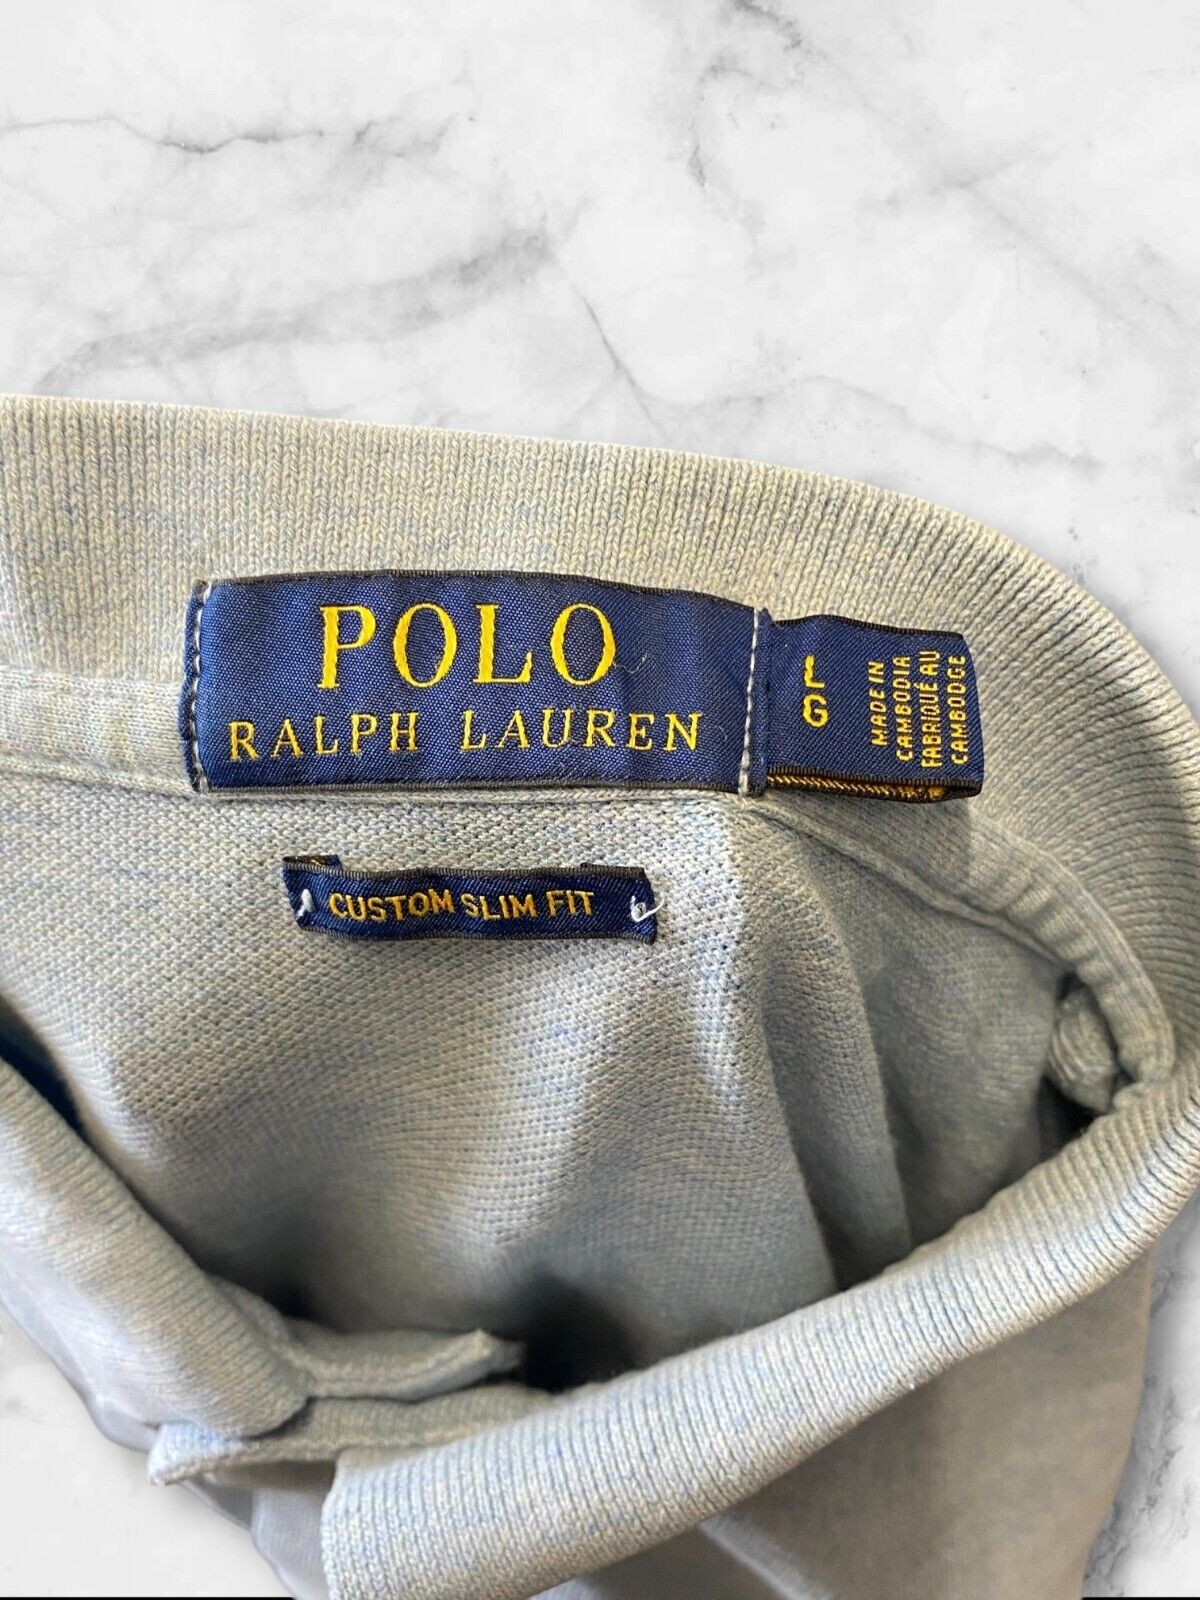 POLO
RALPH LAUREN
L
G
MADE IN
CAMBODIA
FABRIQUÉ AU
CAMBODGE
CUSTOM SLIM FIT